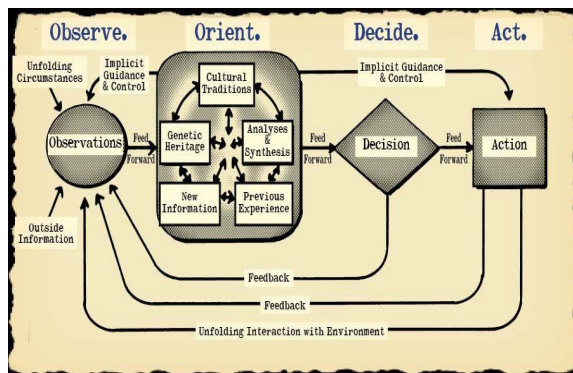 Observe. Orient. Decide. Act.
Unfolding
Circumstances
Implicit
Guidance
& Control
Cultural
Traditions
Implicit Guidance
& Control
Observations
Feed
Forward
Genetic
Heritage
Analyses &
Synthesis
New
Information
Previous
Experience
Feed
Forward
Decision
Feed
Forward
Action
Outside
Information
Feedback
Feedback
Unfolding Interaction with Environment